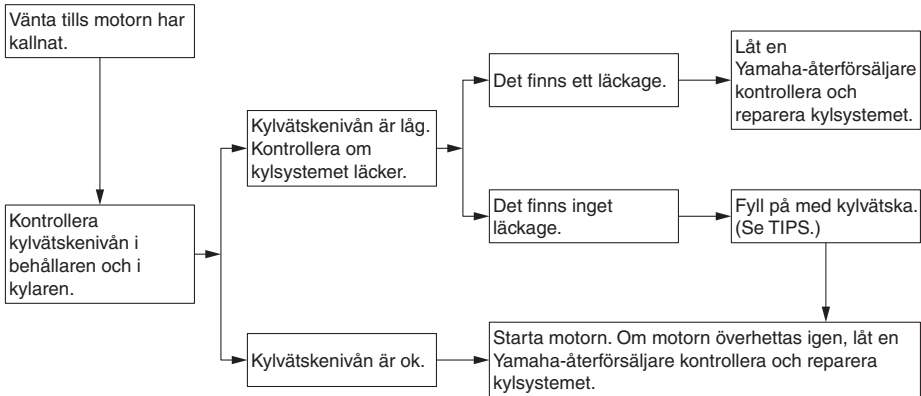 Vänta tills motorn har
kallnat.
Kontrollera
kylvätskenivån i
behållaren och i
kylaren.
Kylvätskenivån är låg.
Kontrollera om
kylsystemet läcker.
Det finns ett läckage.
Låt en
Yamaha-återförsäljare
kontrollera och
reparera kylsystemet.
Det finns inget
läckage.
Fyll på med kylvätska.
(Se TIPS.)
Kylvätskenivån är ok.
Starta motorn. Om motorn överhettas igen, låt en
Yamaha-återförsäljare kontrollera och reparera
kylsystemet.